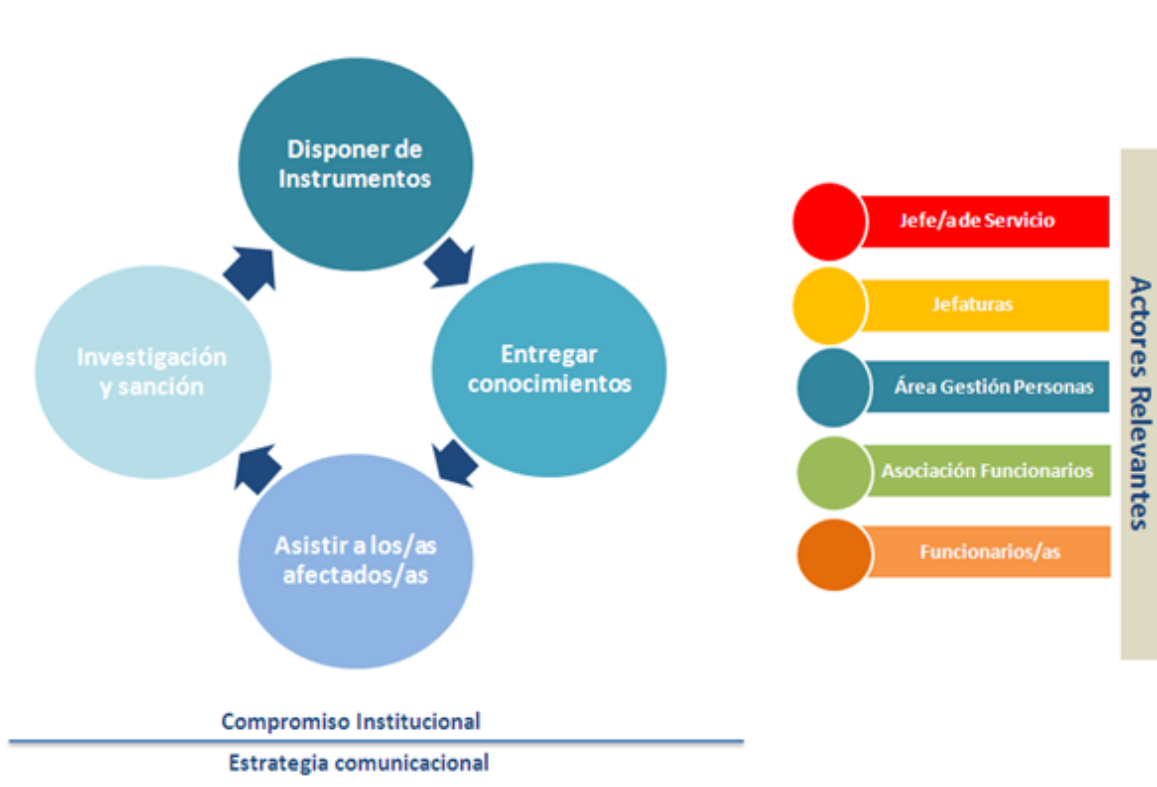 Disponer de
Instrumentos
Entregar
conocimientos
Asistir a los/as
afectados/as
Investigación
y sanción
Compromiso Institucional
Estrategia comunicacional
Jefe/a de Servicio
Jefaturas
Área Gestión Personas
Asociación Funcionarios
Funcionarios/as
Actores Relevantes